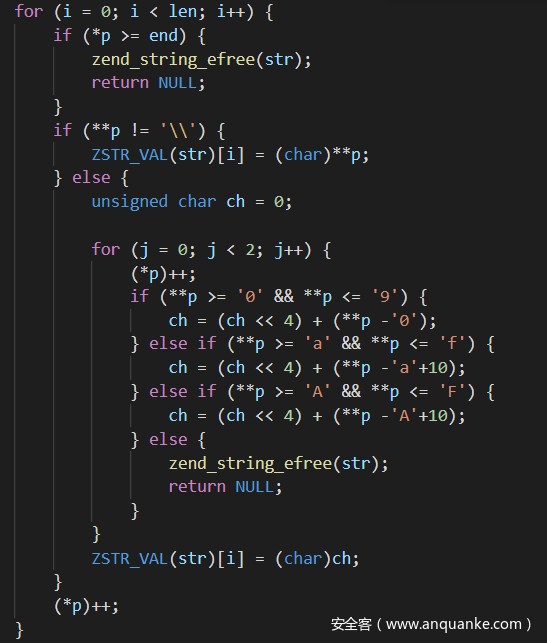 for (i = 0; i < len; i++) {
    if (*p >= end) {
        zend_string_efree(str);
        return NULL;
    }
    if (**p != '\\') {
        ZSTR_VAL(str)[i] = (char)**p;
    } else {
        unsigned char ch = 0;

        for (j = 0; j < 2; j++) {
            (*p)++;
            if (**p >= '0' && **p <= '9') {
                ch = (ch << 4) + (**p -'0');
            } else if (**p >= 'a' && **p <= 'f') {
                ch = (ch << 4) + (**p -'a'+10);
            } else if (**p >= 'A' && **p <= 'F') {
                ch = (ch << 4) + (**p -'A'+10);
            } else {
                zend_string_efree(str);
                return NULL;
            }
        }
        ZSTR_VAL(str)[i] = (char)ch;
    }
    (*p)++;
}
安全客（www.anquanke.com）